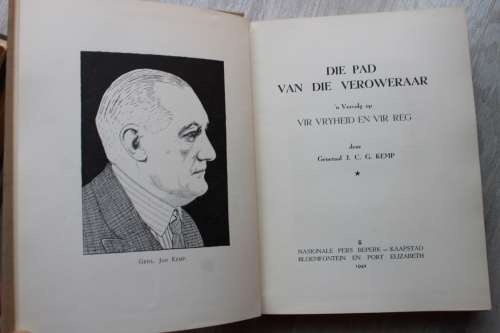 GENL. JAN KEMP.
DIE PAD
VAN DIE VEROWERAAR
'n Vervolg op
VIR VRYHEID EN VIR REG
deur
Generaal J. C. G. KEMP
NASIONALE PERS BEPERK — KAAPSTAD
BLOEMFONTEIN EN PORT ELIZABETH
1942